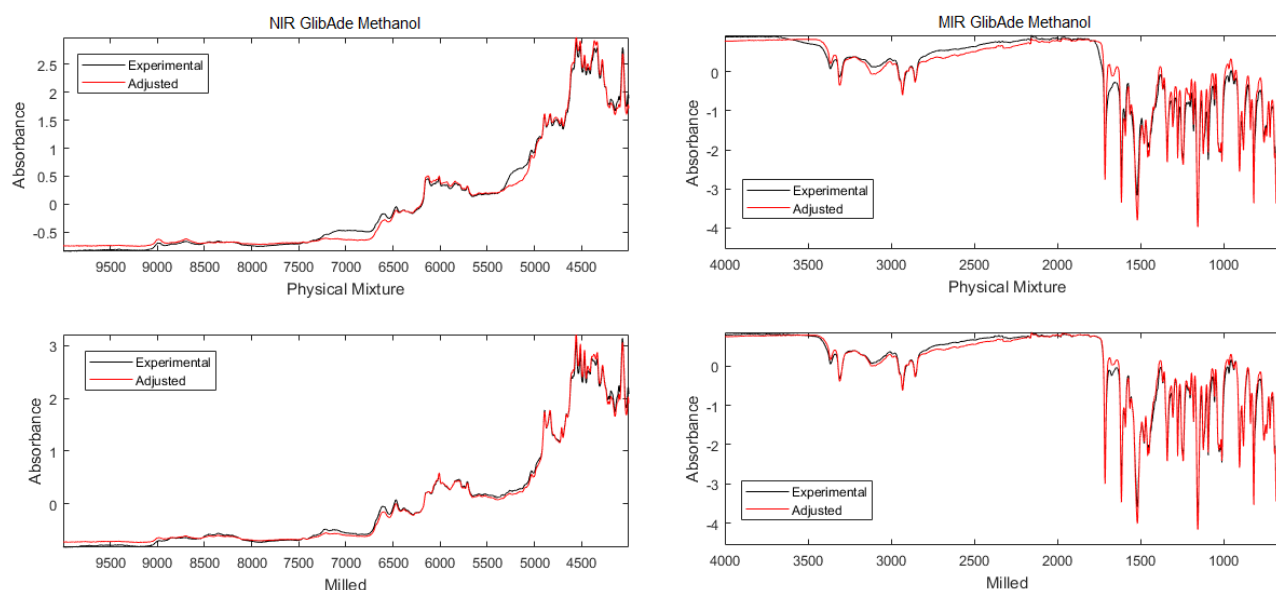 NIR GlibAde Methanol
Absorbance
2.5
2
1.5
1
0.5
0
-0.5
Experimental
Adjusted
9500 9000 8500 8000 7500 7000 6500 6000 5500 5000 4500
Physical Mixture
MIR GlibAde Methanol
Absorbance
0
-1
-2
-3
-4
Experimental
Adjusted
4000 3500 3000 2500 2000 1500 1000
Physical Mixture
Absorbance
3
2
1
0
Experimental
Adjusted
9500 9000 8500 8000 7500 7000 6500 6000 5500 5000 4500
Milled
Absorbance
0
-1
-2
-3
-4
Experimental
Adjusted
4000 3500 3000 2500 2000 1500 1000
Milled